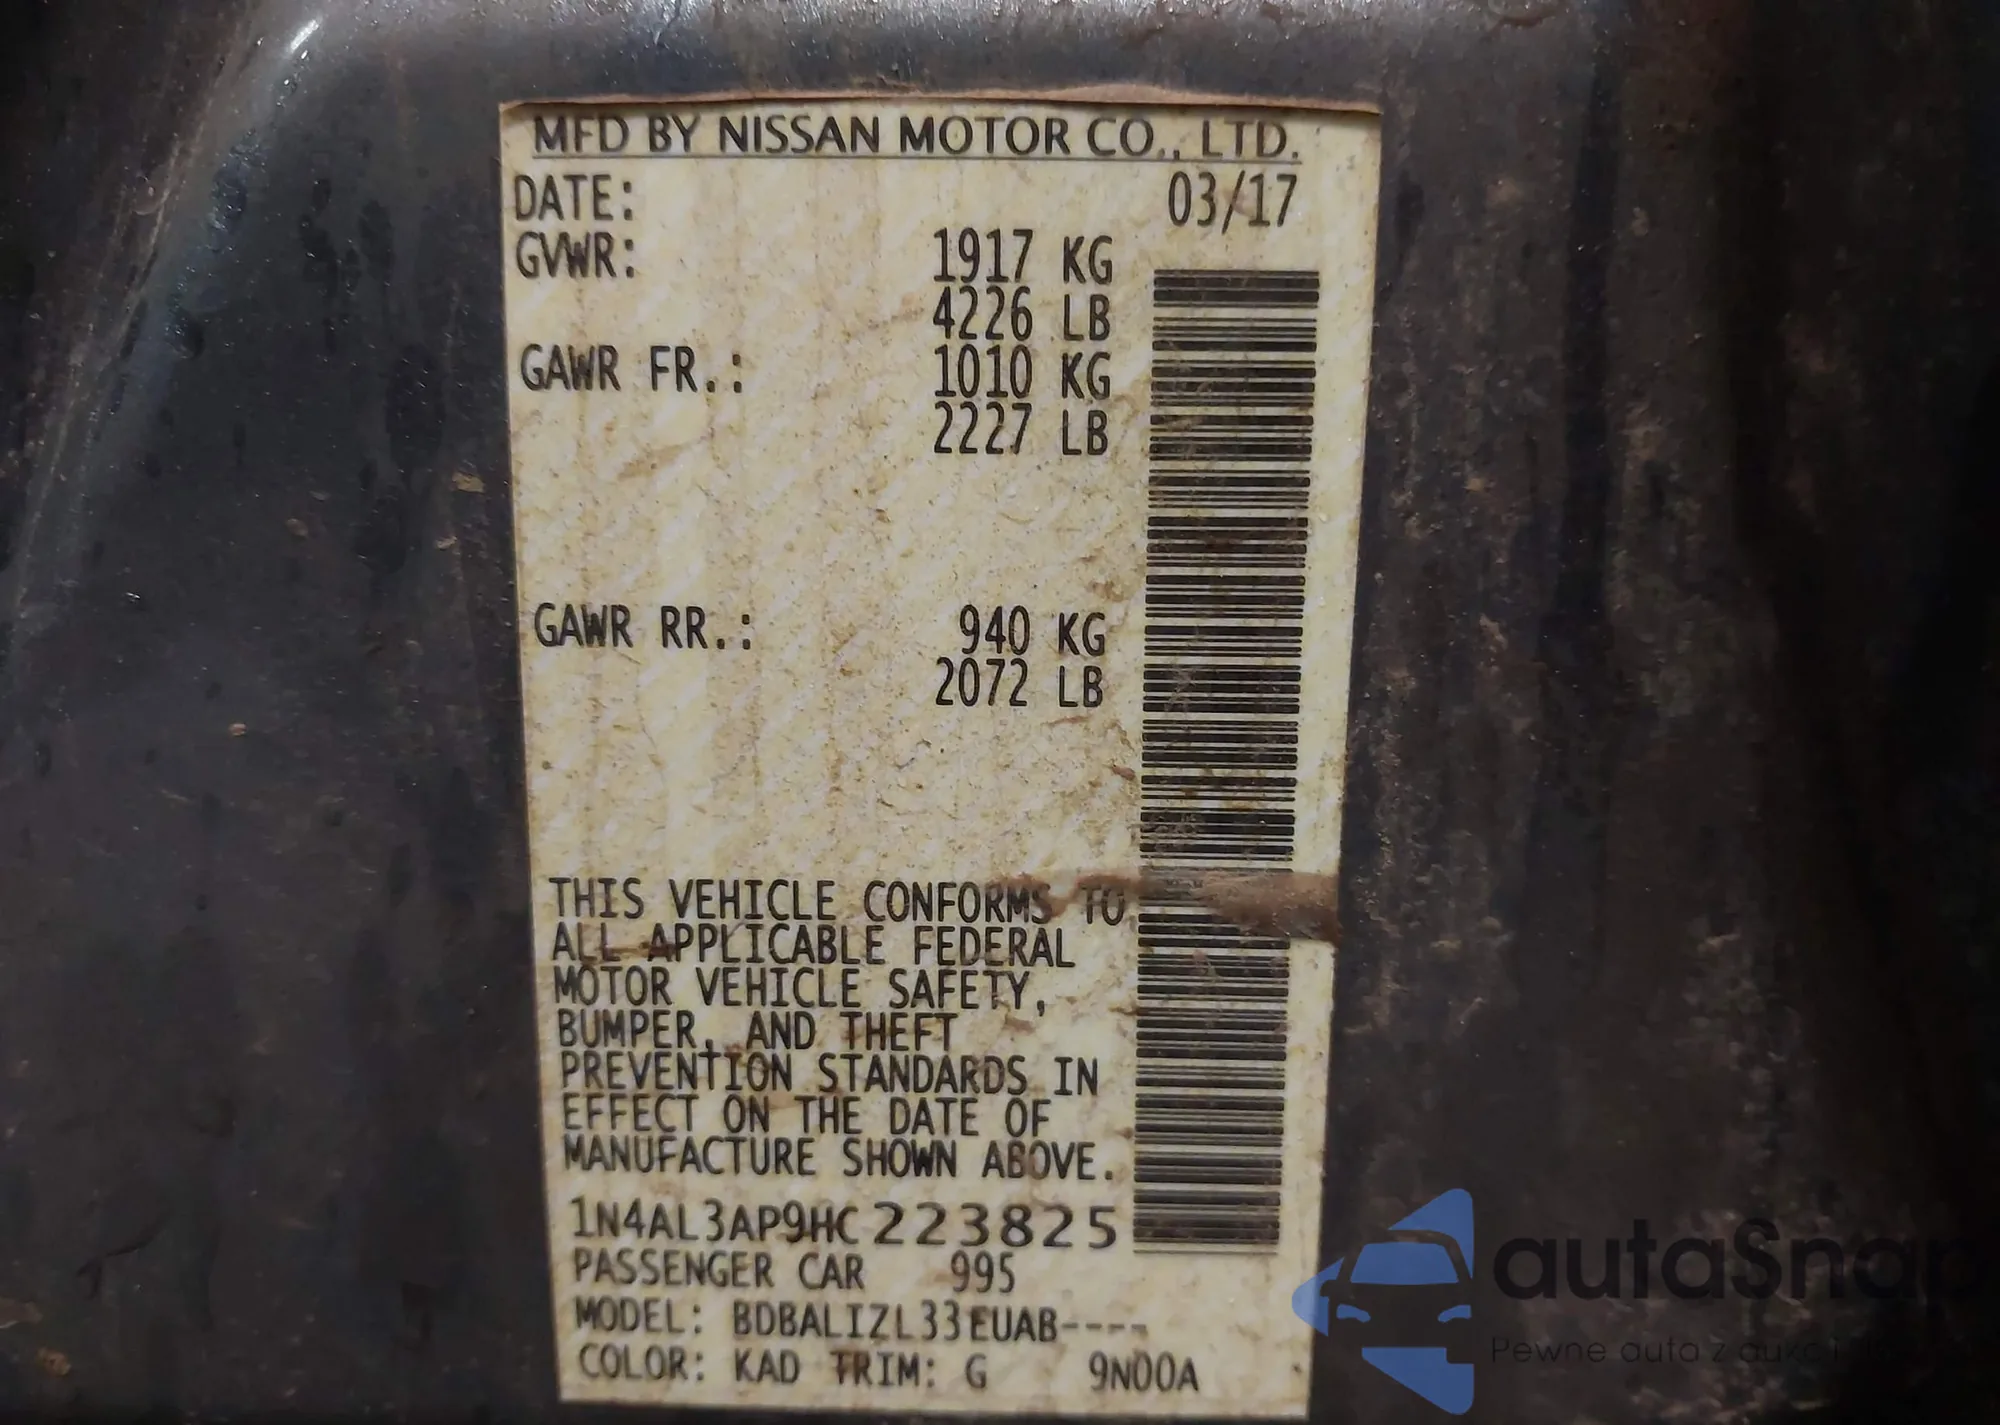 MFD BY NISSAN MOTOR CO., LTD.
DATE: 03/17
GVWR: 1917 KG
4226 LB
GAWR FR.: 1010 KG
2227 LB
GAWR RR.: 940 KG
2072 LB
THIS VEHICLE CONFORMS TO
ALL APPLICABLE FEDERAL
MOTOR VEHICLE SAFETY,
BUMPER, AND THEFT
PREVENTION STANDARDS IN
EFFECT ON THE DATE OF
MANUFACTURE SHOWN ABOVE.
1N4AL3AP9HC223825
PASSENGER CAR 995
MODEL: BDBALIZL33EUAB----
COLOR: KAD TRIM: G 9N00A
autaSnap
Pewne auta z aukcji